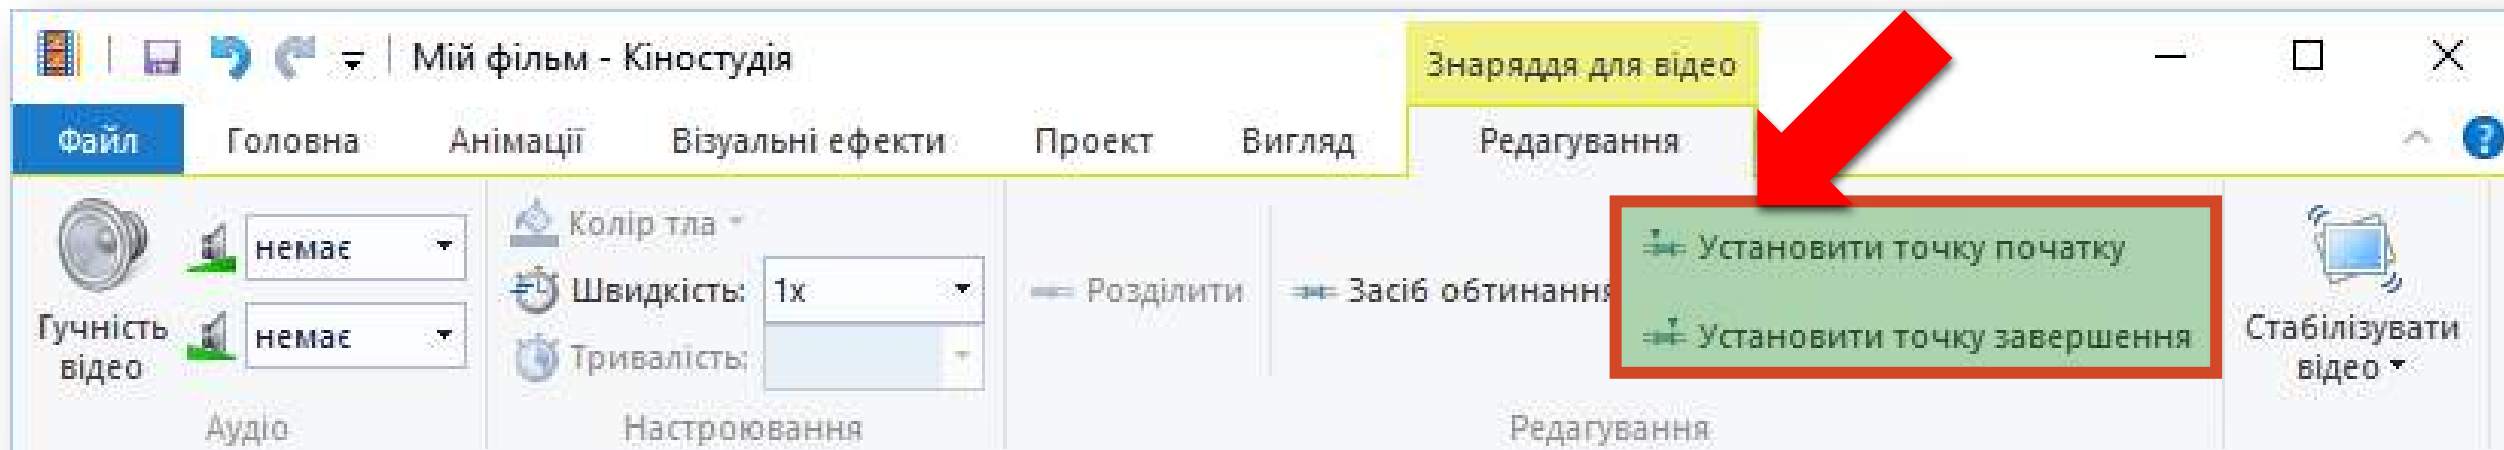 Мій фільм - Кіностудія
Знаряддя для відео
Файл Головна Анімації Візуальні ефекти Проект Вигляд Редагування
?
немає
немає
Гучність
відео
Аудіо
Колір тла
Швидкість: 1x
Тривалість:
Настроювання
Розділити
Засіб обтинання
Установити точку початку
Установити точку завершення
Редагування
Стабілізувати
відео